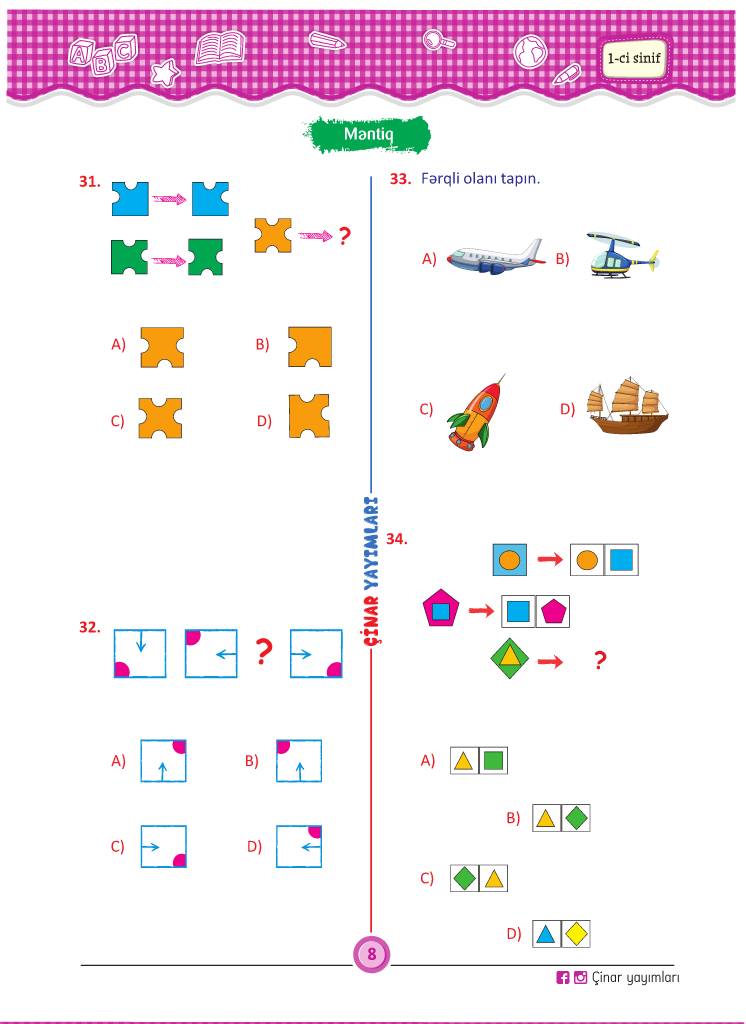 A B C
1-ci sinif
Məntiq
31.
?
A)
B)
C)
D)
32.
?
A)
B)
C)
D)
ÇİNAR YAYIMLARI
33. Fərqli olanı tapın.
A)
B)
C)
D)
34.
?
A)
B)
C)
D)
8
Çinar yayımları